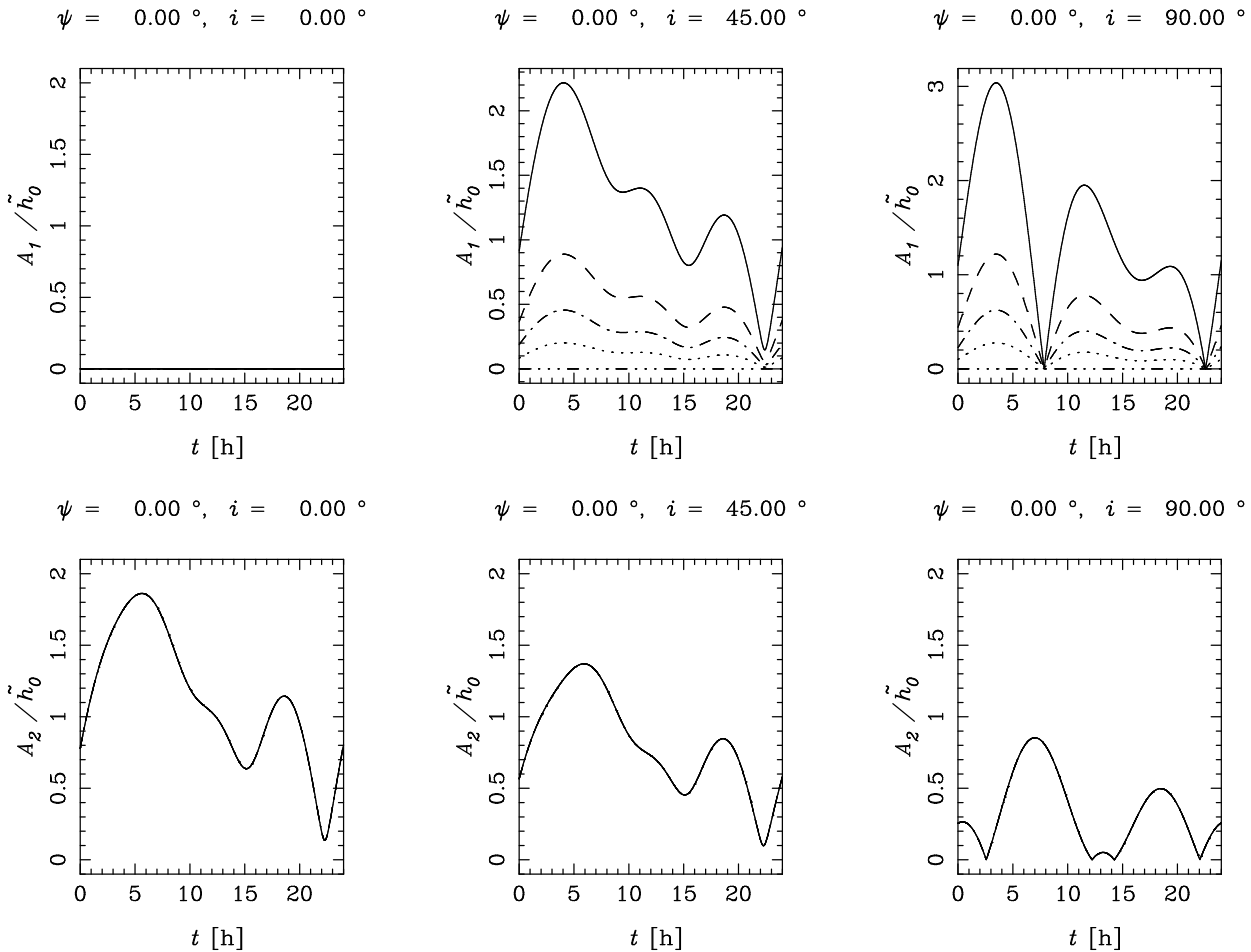 ψ = 0.00 °, i = 0.00 °
ψ = 0.00 °, i = 45.00 °
ψ = 0.00 °, i = 90.00 °
A₁/h̃₀
2
1.5
1
0.5
0
0 5 10 15 20
t [h]
A₁/h̃₀
2
1.5
1
0.5
0
0 5 10 15 20
t [h]
A₁/h̃₀
3
2
1
0
0 5 10 15 20
t [h]
ψ = 0.00 °, i = 0.00 °
ψ = 0.00 °, i = 45.00 °
ψ = 0.00 °, i = 90.00 °
A₂/h̃₀
2
1.5
1
0.5
0
0 5 10 15 20
t [h]
A₂/h̃₀
2
1.5
1
0.5
0
0 5 10 15 20
t [h]
A₂/h̃₀
2
1.5
1
0.5
0
0 5 10 15 20
t [h]